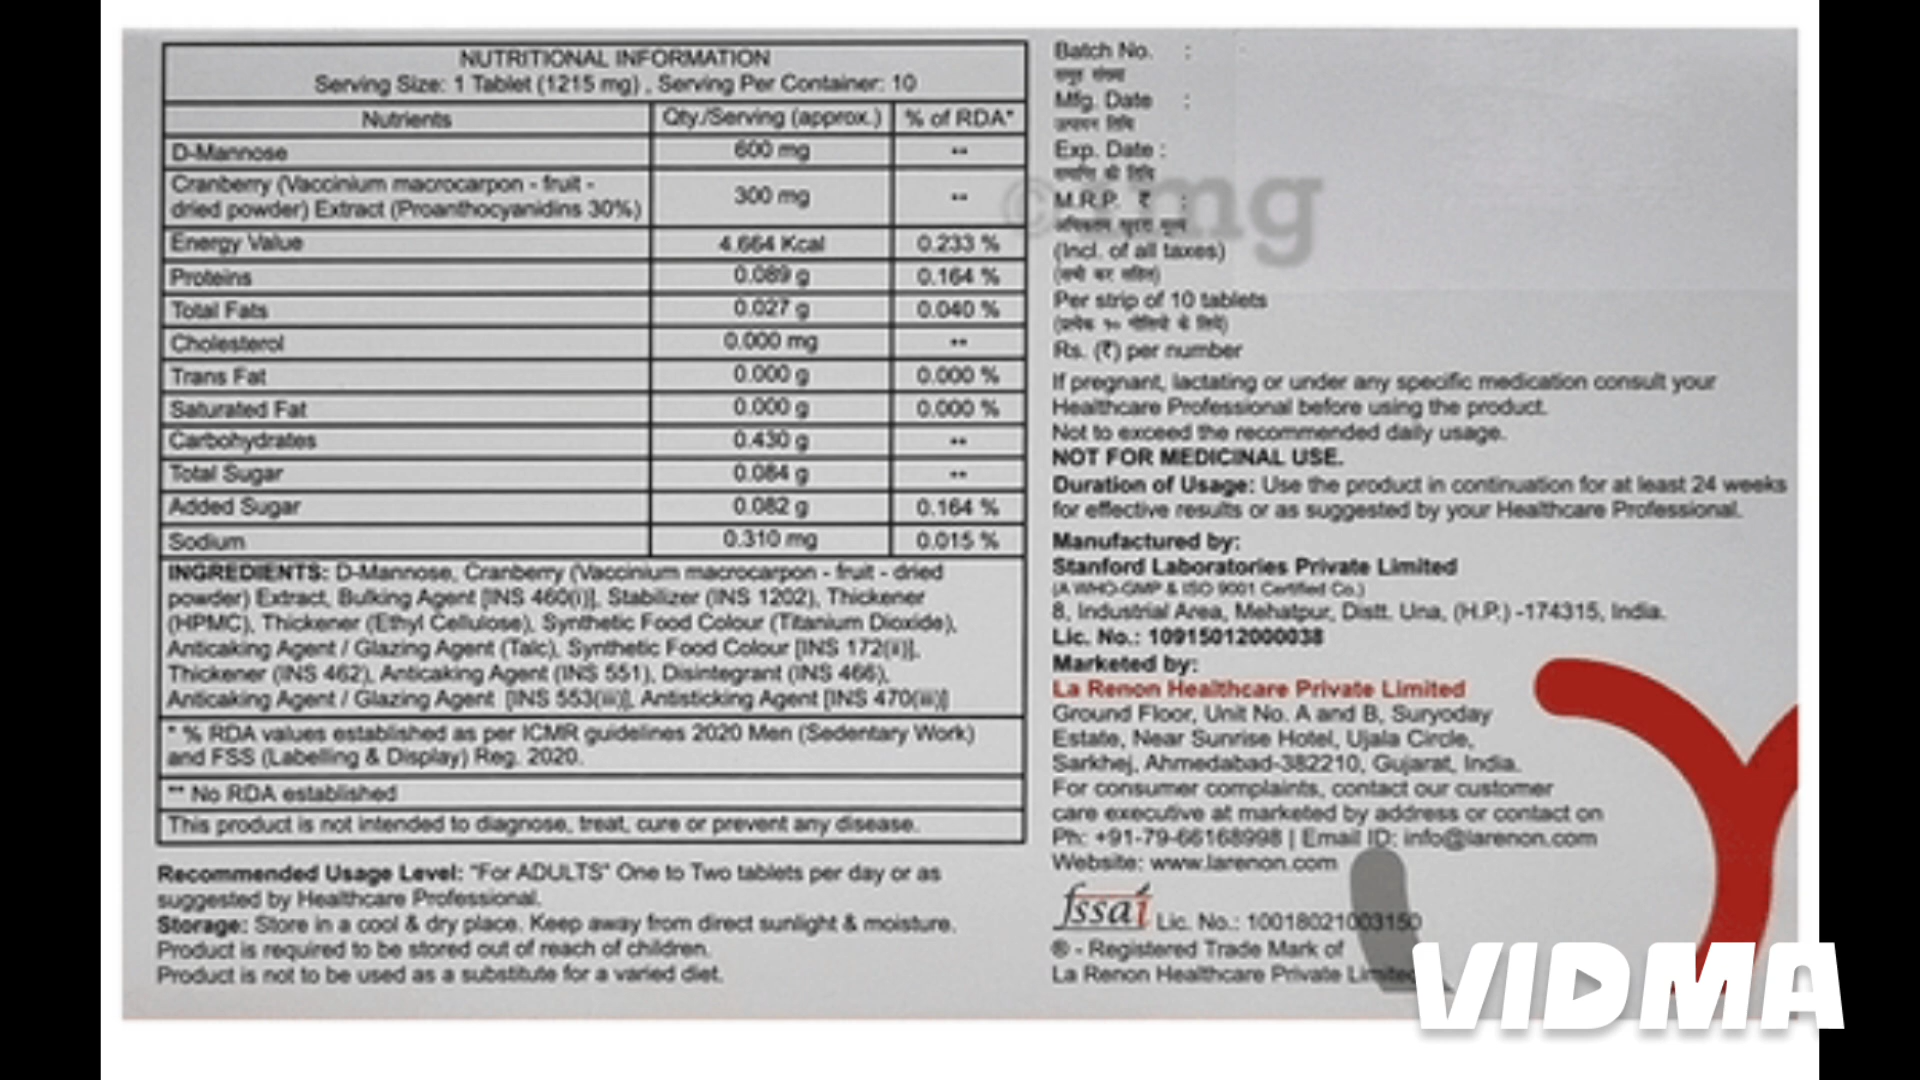 NUTRITIONAL INFORMATION
Serving Size: 1 Tablet (1215 mg) , Serving Per Container: 10
Nutrients Qty./Serving (approx.) % of RDA*
D-Mannose 600 mg **
Cranberry (Vaccinium macrocarpon - fruit -
dried powder) Extract (Proanthocyanidins 30%) 300 mg **
Energy Value 4.664 Kcal 0.233 %
Proteins 0.089 g 0.164 %
Total Fats 0.027 g 0.040 %
Cholesterol 0.000 mg **
Trans Fat 0.000 g 0.000 %
Saturated Fat 0.000 g 0.000 %
Carbohydrates 0.430 g **
Total Sugar 0.084 g **
Added Sugar 0.082 g 0.164 %
Sodium 0.310 mg 0.015 %
INGREDIENTS: D-Mannose, Cranberry (Vaccinium macrocarpon - fruit - dried
powder) Extract, Bulking Agent [INS 460(i)], Stabilizer (INS 1202), Thickener
(HPMC), Thickener (Ethyl Cellulose), Synthetic Food Colour (Titanium Dioxide),
Anticaking Agent / Glazing Agent (Talc), Synthetic Food Colour [INS 172(ii)],
Thickener (INS 462), Anticaking Agent (INS 551), Disintegrant (INS 466),
Anticaking Agent / Glazing Agent [INS 553(iii)], Antisticking Agent [INS 470(iii)]
* % RDA values established as per ICMR guidelines 2020 Men (Sedentary Work)
and FSS (Labelling & Display) Reg. 2020.
** No RDA established
This product is not intended to diagnose, treat, cure or prevent any disease.
Recommended Usage Level: "For ADULTS" One to Two tablets per day or as
suggested by Healthcare Professional.
Storage: Store in a cool & dry place. Keep away from direct sunlight & moisture.
Product is required to be stored out of reach of children.
Product is not to be used as a substitute for a varied diet.
Batch No. :
समूह संख्या
Mfg. Date :
उत्पादन तिथि
Exp. Date :
समाप्ति की तिथि
M.R.P. ₹ :
अधिकतम खुदरा मूल्य
(Incl. of all taxes)
(सभी कर सहित)
Per strip of 10 tablets
(प्रत्येक १० गोलियों के लिये)
Rs. (₹) per number
If pregnant, lactating or under any specific medication consult your
Healthcare Professional before using the product.
Not to exceed the recommended daily usage.
NOT FOR MEDICINAL USE.
Duration of Usage: Use the product in continuation for at least 24 weeks
for effective results or as suggested by your Healthcare Professional.
Manufactured by:
Stanford Laboratories Private Limited
(A WHO-GMP & ISO 9001 Certified Co.)
8, Industrial Area, Mehatpur, Distt. Una, (H.P.) -174315, India.
Lic. No.: 10915012000038
Marketed by:
La Renon Healthcare Private Limited
Ground Floor, Unit No. A and B, Suryoday
Estate, Near Sunrise Hotel, Ujala Circle,
Sarkhej, Ahmedabad-382210, Gujarat, India.
For consumer complaints, contact our customer
care executive at marketed by address or contact on
Ph: +91-79-66168998 | Email ID: info@larenon.com
Website: www.larenon.com
fssai Lic. No.: 10018021003150
® - Registered Trade Mark of
La Renon Healthcare Private Limited
VIDMA